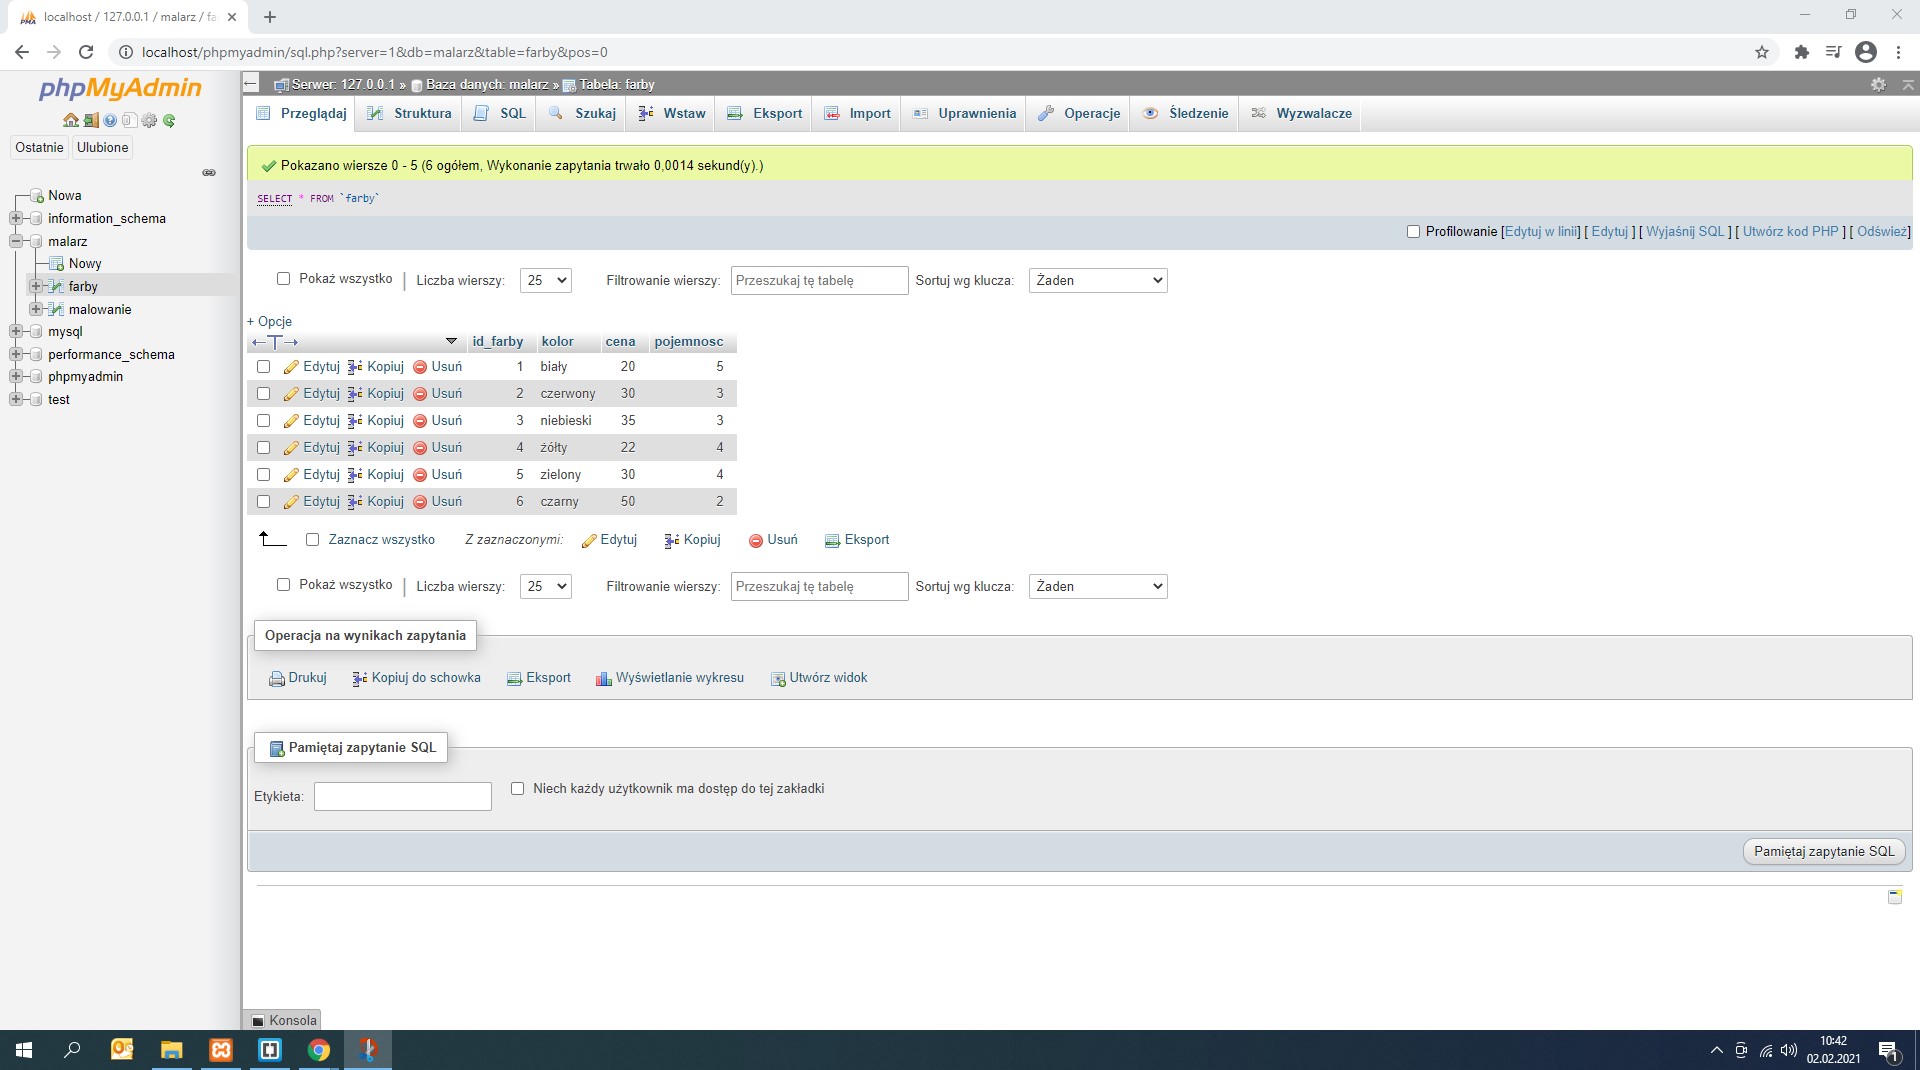 localhost / 127.0.0.1 / malarz / fa
localhost/phpmyadmin/sql.php?server=1&db=malarz&table=farby&pos=0
phpMyAdmin
Ostatnie Ulubione
Nowa
information_schema
malarz
Nowy
farby
malowanie
mysql
performance_schema
phpmyadmin
test
Serwer: 127.0.0.1 » Baza danych: malarz » Tabela: farby
Przeglądaj Struktura SQL Szukaj Wstaw Eksport Import Uprawnienia Operacje Śledzenie Wyzwalacze
Pokazano wiersze 0 - 5 (6 ogółem, Wykonanie zapytania trwało 0,0014 sekund(y).)
SELECT * FROM `farby`
Profilowanie [Edytuj w linii] [ Edytuj ] [ Wyjaśnij SQL ] [ Utwórz kod PHP ] [ Odśwież]
Pokaż wszystko | Liczba wierszy: 25 Filtrowanie wierszy: Przeszukaj tę tabelę Sortuj wg klucza: Żaden
+ Opcje
←T→ id_farby kolor cena pojemnosc
Edytuj Kopiuj Usuń 1 biały 20 5
Edytuj Kopiuj Usuń 2 czerwony 30 3
Edytuj Kopiuj Usuń 3 niebieski 35 3
Edytuj Kopiuj Usuń 4 żółty 22 4
Edytuj Kopiuj Usuń 5 zielony 30 4
Edytuj Kopiuj Usuń 6 czarny 50 2
Zaznacz wszystko Z zaznaczonymi: Edytuj Kopiuj Usuń Eksport
Pokaż wszystko | Liczba wierszy: 25 Filtrowanie wierszy: Przeszukaj tę tabelę Sortuj wg klucza: Żaden
Operacja na wynikach zapytania
Drukuj Kopiuj do schowka Eksport Wyświetlanie wykresu Utwórz widok
Pamiętaj zapytanie SQL
Etykieta: Niech każdy użytkownik ma dostęp do tej zakładki
Pamiętaj zapytanie SQL
Konsola
10:42
02.02.2021
1